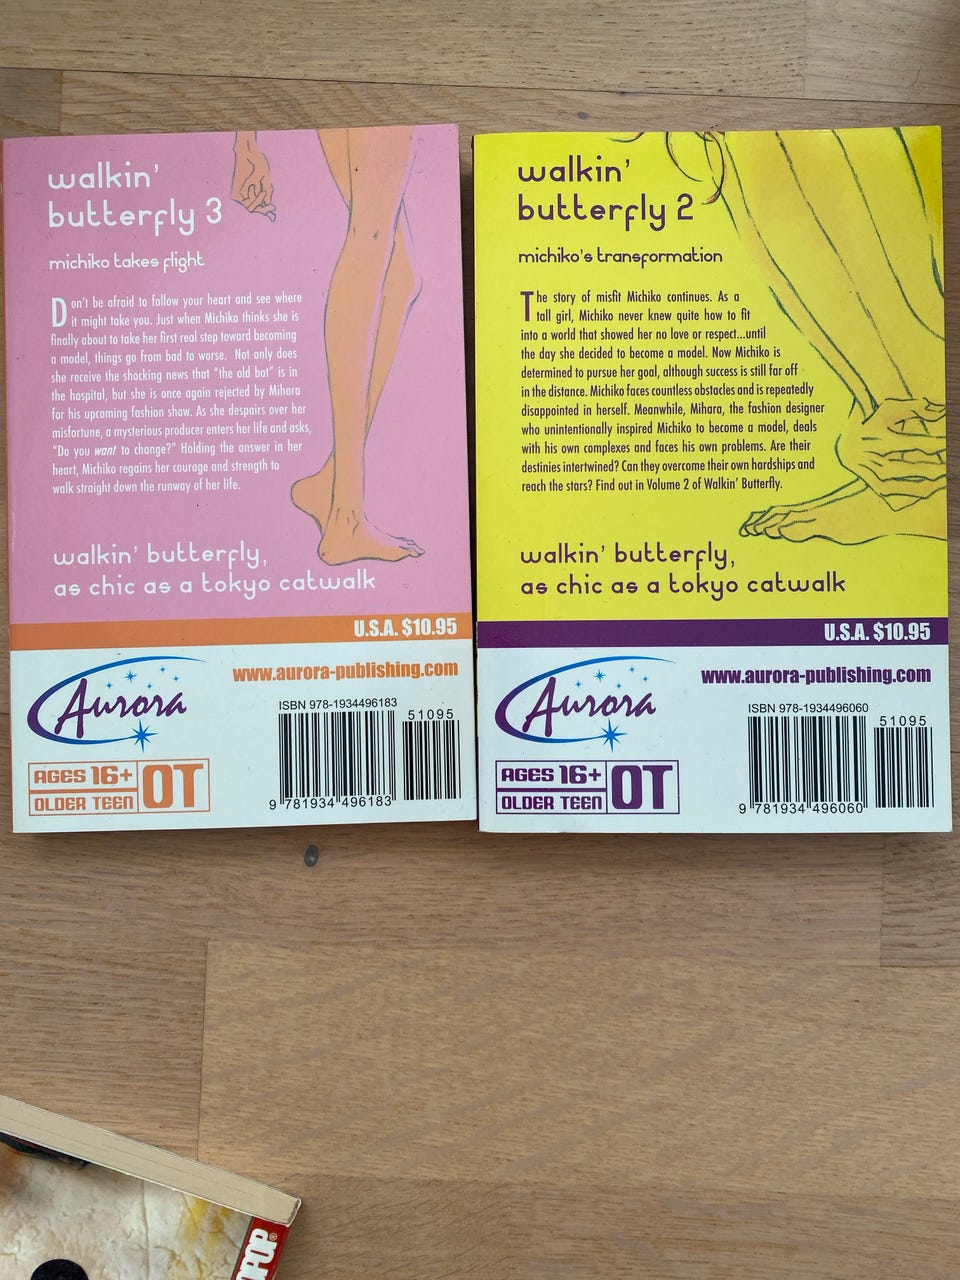 walkin'
butterfly 3
michiko takes flight
Don't be afraid to follow your heart and see where
it might take you. Just when Michiko thinks she is
finally about to take her first real step toward becoming
a model, things go from bad to worse. Not only does
she receive the shocking news that "the old bat" is in
the hospital, but she is once again rejected by Mihara
for his upcoming fashion show. As she despairs over her
misfortune, a mysterious producer enters her life and asks,
"Do you want to change?" Holding the answer in her
heart, Michiko regains her courage and strength to
walk straight down the runway of her life.
walkin' butterfly,
as chic as a tokyo catwalk
U.S.A. $10.95
www.aurora-publishing.com
Aurora
ISBN 978-1934496183
51095
AGES 16+
OLDER TEEN
OT
9 781934 496183
walkin'
butterfly 2
michiko's transformation
The story of misfit Michiko continues. As a
tall girl, Michiko never knew quite how to fit
into a world that showed her no love or respect...until
the day she decided to become a model. Now Michiko is
determined to pursue her goal, although success is still far off
in the distance. Michiko faces countless obstacles and is repeatedly
disappointed in herself. Meanwhile, Mihara, the fashion designer
who unintentionally inspired Michiko to become a model, deals
with his own complexes and faces his own problems. Are their
destinies intertwined? Can they overcome their own hardships and
reach the stars? Find out in Volume 2 of Walkin' Butterfly.
walkin' butterfly,
as chic as a tokyo catwalk
U.S.A. $10.95
www.aurora-publishing.com
Aurora
ISBN 978-1934496060
51095
AGES 16+
OLDER TEEN
OT
9 781934 496060